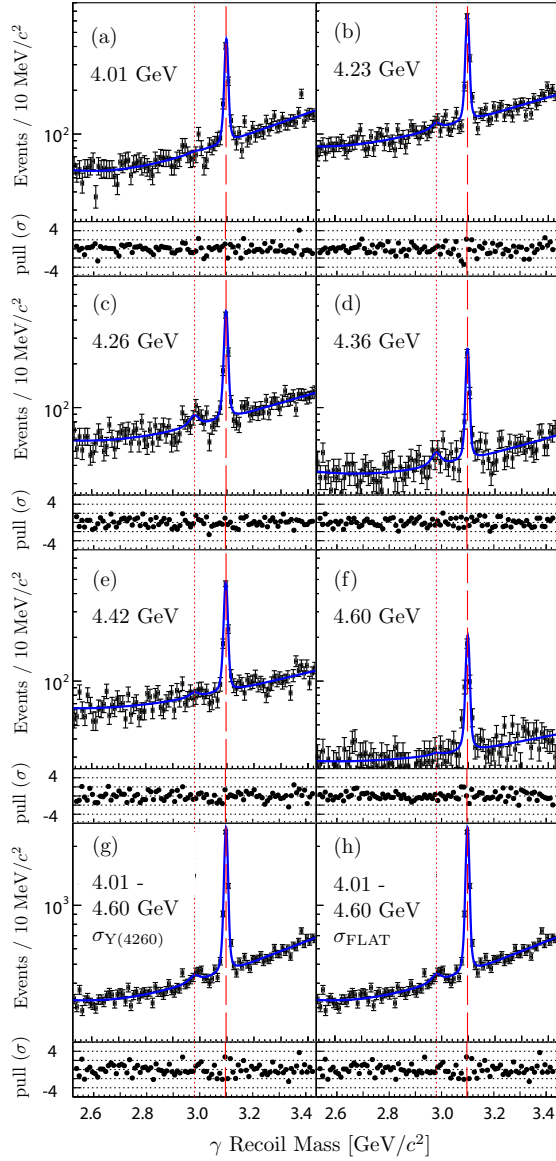 (a)
4.01 GeV
Events / 10 MeV/c²
10²
pull (σ)
4
-4
(b)
4.23 GeV
(c)
4.26 GeV
Events / 10 MeV/c²
10²
pull (σ)
4
-4
(d)
4.36 GeV
(e)
4.42 GeV
Events / 10 MeV/c²
10²
pull (σ)
4
-4
(f)
4.60 GeV
(g)
4.01 -
4.60 GeV
σY(4260)
Events / 10 MeV/c²
10³
pull (σ)
4
-4
(h)
4.01 -
4.60 GeV
σFLAT
2.6 3.0 3.4 2.6 2.8 3.0 3.2 3.4
γ Recoil Mass [GeV/c²]